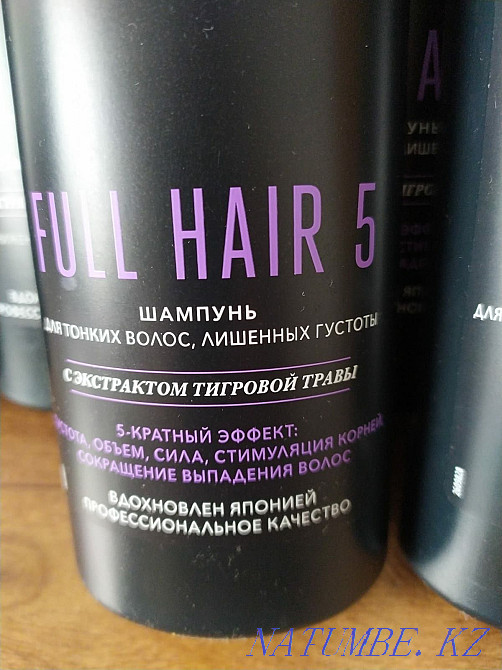 FULL HAIR 5
ШАМПУНЬ
ДЛЯ ТОНКИХ ВОЛОС, ЛИШЕННЫХ ГУСТОТЫ
С ЭКСТРАКТОМ ТИГРОВОЙ ТРАВЫ
5-КРАТНЫЙ ЭФФЕКТ:
ГУСТОТА, ОБЪЕМ, СИЛА, СТИМУЛЯЦИЯ КОРНЕЙ,
СОКРАЩЕНИЕ ВЫПАДЕНИЯ ВОЛОС
ВДОХНОВЛЕН ЯПОНИЕЙ
ПРОФЕССИОНАЛЬНОЕ КАЧЕСТВО
ДЛЯ
NATUMBE. KZ